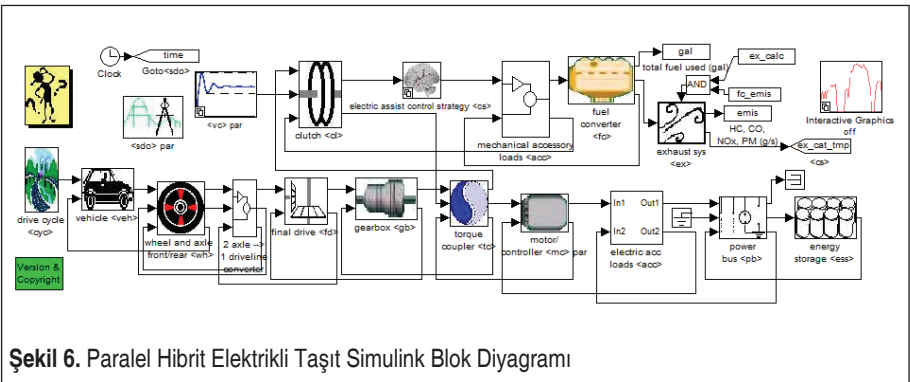 Clock
time
Goto<sdo>
<vc> par
<sdo> par
clutch <cl>
electric assist control strategy <cs>
mechanical accessory
loads <acc>
fuel
converter
<fc>
gal
total fuel used (gal)
ex_calc
AND
fc_emis
emis
HC, CO,
NOx, PM (g/s)
exhaust sys
<ex>
ex_cat_tmp
<cs>
Interactive Graphics
off
drive cycle
<cyc>
vehicle <veh>
wheel and axle
front/rear <wh>
2 axle -->
1 driveline
converter
final drive <fd>
gearbox <gb>
torque
coupler <tc>
motor/
controller <mc> par
In1 Out1
In2 Out2
electric acc
loads <acc>
power
bus <pb>
energy
storage <ess>
Version &
Copyright
Şekil 6. Paralel Hibrit Elektrikli Taşıt Simulink Blok Diyagramı